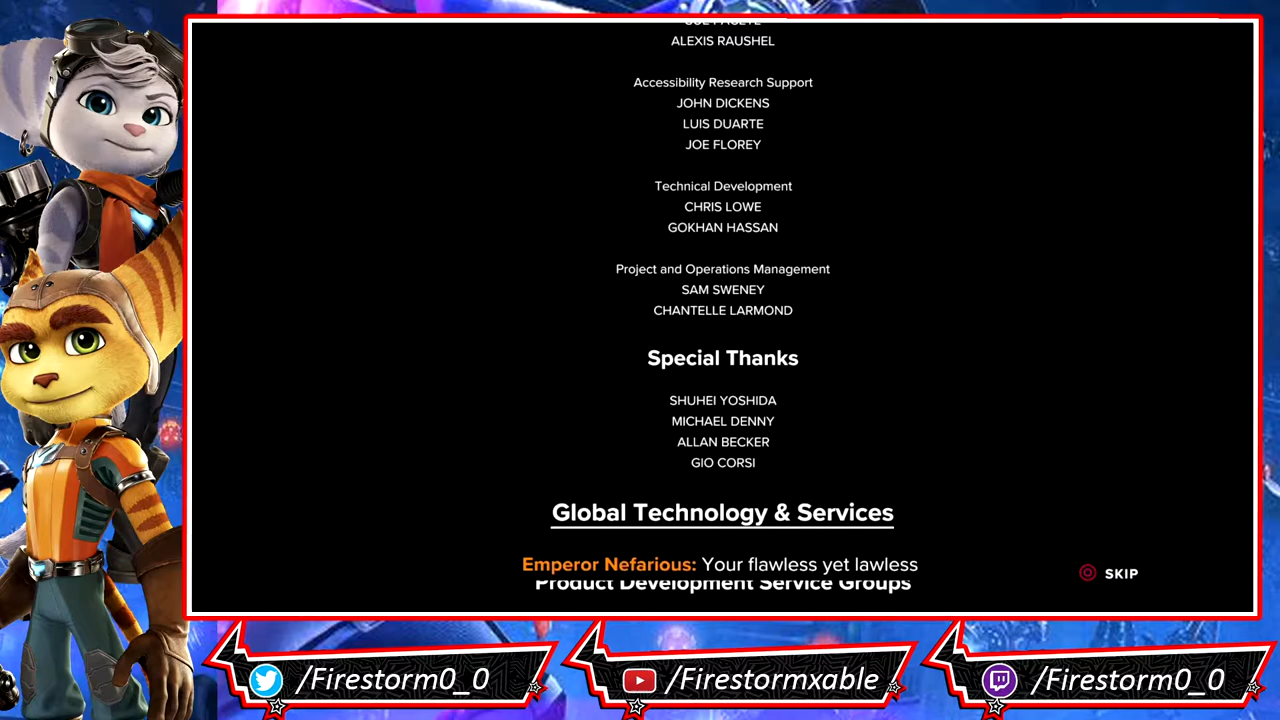 ALEXIS RAUSHEL
Accessibility Research Support
JOHN DICKENS
LUIS DUARTE
JOE FLOREY
Technical Development
CHRIS LOWE
GOKHAN HASSAN
Project and Operations Management
SAM SWENEY
CHANTELLE LARMOND
Special Thanks
SHUHEI YOSHIDA
MICHAEL DENNY
ALLAN BECKER
GIO CORSI
Global Technology & Services
Emperor Nefarious: Your flawless yet lawless
Product Development Service Groups
SKIP
/Firestorm0_0
/Firestormxable
/Firestorm0_0